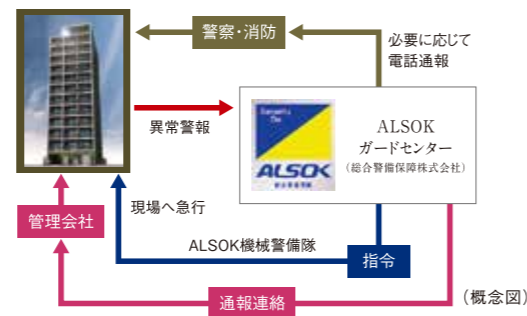 警察・消防
必要に応じて
電話通報
異常警報
ALSOK
ALSOK
ガードセンター
(総合警備保障株式会社)
現場へ急行
管理会社
ALSOK機械警備隊
指令
通報連絡
(概念図)